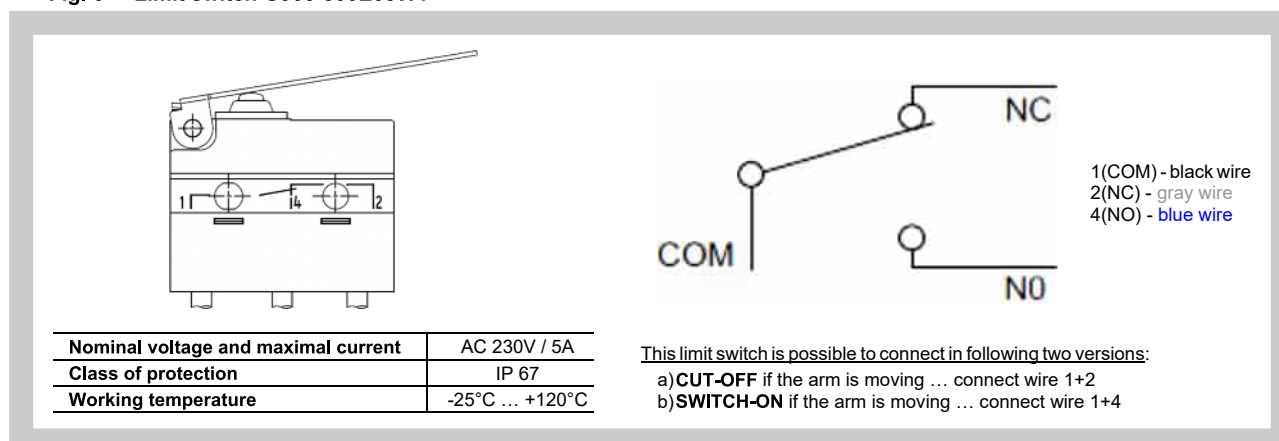 1 4 2
NC
COM
N0
1(COM) - black wire
2(NC) - gray wire
4(NO) - blue wire
Nominal voltage and maximal current AC 230V / 5A
Class of protection IP 67
Working temperature -25°C … +120°C
This limit switch is possible to connect in following two versions:
a) CUT-OFF if the arm is moving … connect wire 1+2
b) SWITCH-ON if the arm is moving … connect wire 1+4